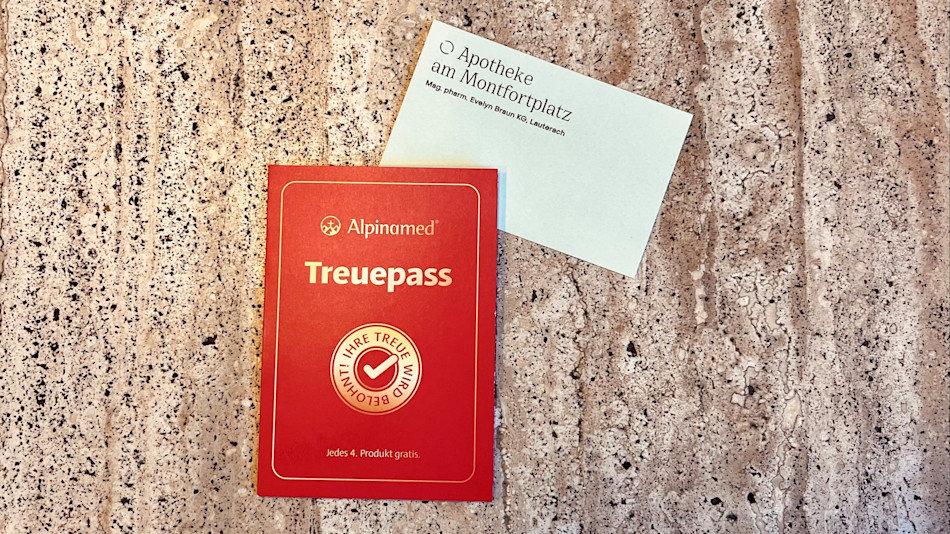 Apotheke
am Montfortplatz
Mag. pharm. Evelyn Braun KG, Lauterach
Alpinamed®
Treuepass
IHRE TREUE WIRD BELOHNT!
Jedes 4. Produkt gratis.